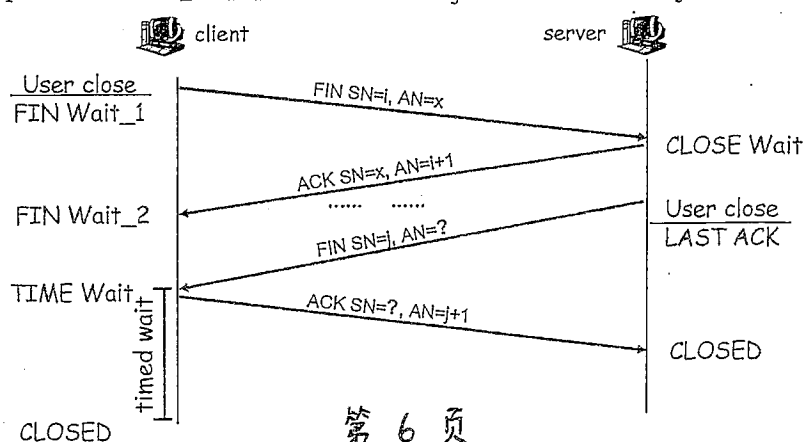 client
server
User close
FIN Wait_1
FIN SN=i, AN=x
CLOSE Wait
ACK SN=x, AN=i+1
...... ......
FIN Wait_2
User close
LAST ACK
FIN SN=j, AN=?
TIME Wait
ACK SN=?, AN=j+1
timed wait
CLOSED
CLOSED
第 6 页